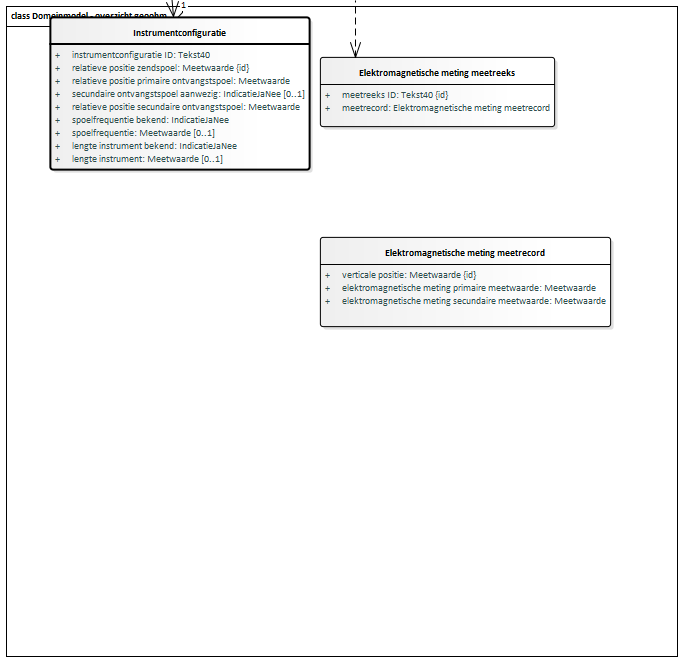 1
class Domeinmodel - overzicht geoohm
Instrumentconfiguratie
+ instrumentconfiguratie ID: Tekst40
+ relatieve positie zendspoel: Meetwaarde {id}
+ relatieve positie primaire ontvangstspoel: Meetwaarde
+ secundaire ontvangstspoel aanwezig: IndicatieJaNee [0..1]
+ relatieve positie secundaire ontvangstspoel: Meetwaarde
+ spoelfrequentie bekend: IndicatieJaNee
+ spoelfrequentie: Meetwaarde [0..1]
+ lengte instrument bekend: IndicatieJaNee
+ lengte instrument: Meetwaarde [0..1]
Elektromagnetische meting meetreeks
+ meetreeks ID: Tekst40 {id}
+ meetrecord: Elektromagnetische meting meetrecord
Elektromagnetische meting meetrecord
+ verticale positie: Meetwaarde {id}
+ elektromagnetische meting primaire meetwaarde: Meetwaarde
+ elektromagnetische meting secundaire meetwaarde: Meetwaarde